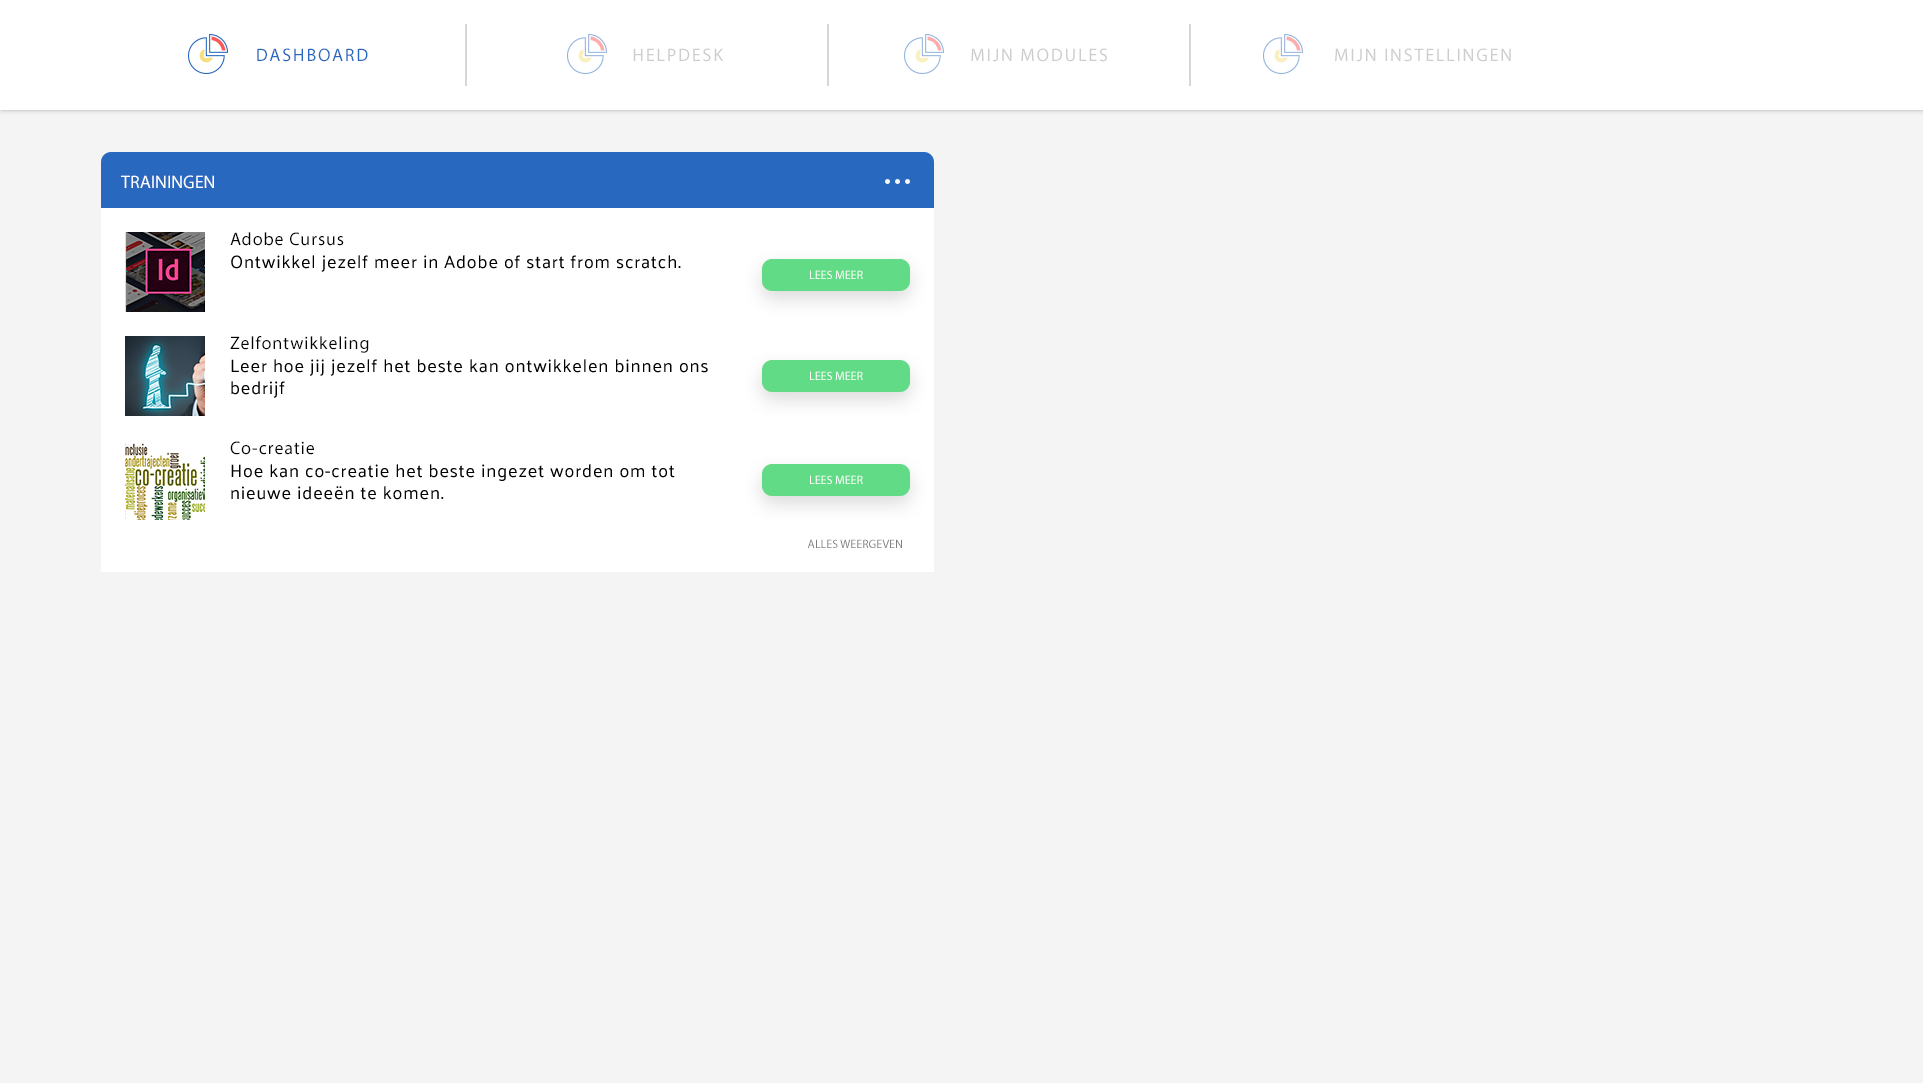 DASHBOARD
HELPDESK
MIJN MODULES
MIJN INSTELLINGEN
TRAININGEN
Id
Adobe Cursus
Ontwikkel jezelf meer in Adobe of start from scratch.
LEES MEER
Zelfontwikkeling
Leer hoe jij jezelf het beste kan ontwikkelen binnen ons
bedrijf
LEES MEER
co-creatie
Co-creatie
Hoe kan co-creatie het beste ingezet worden om tot
nieuwe ideeën te komen.
LEES MEER
ALLES WEERGEVEN